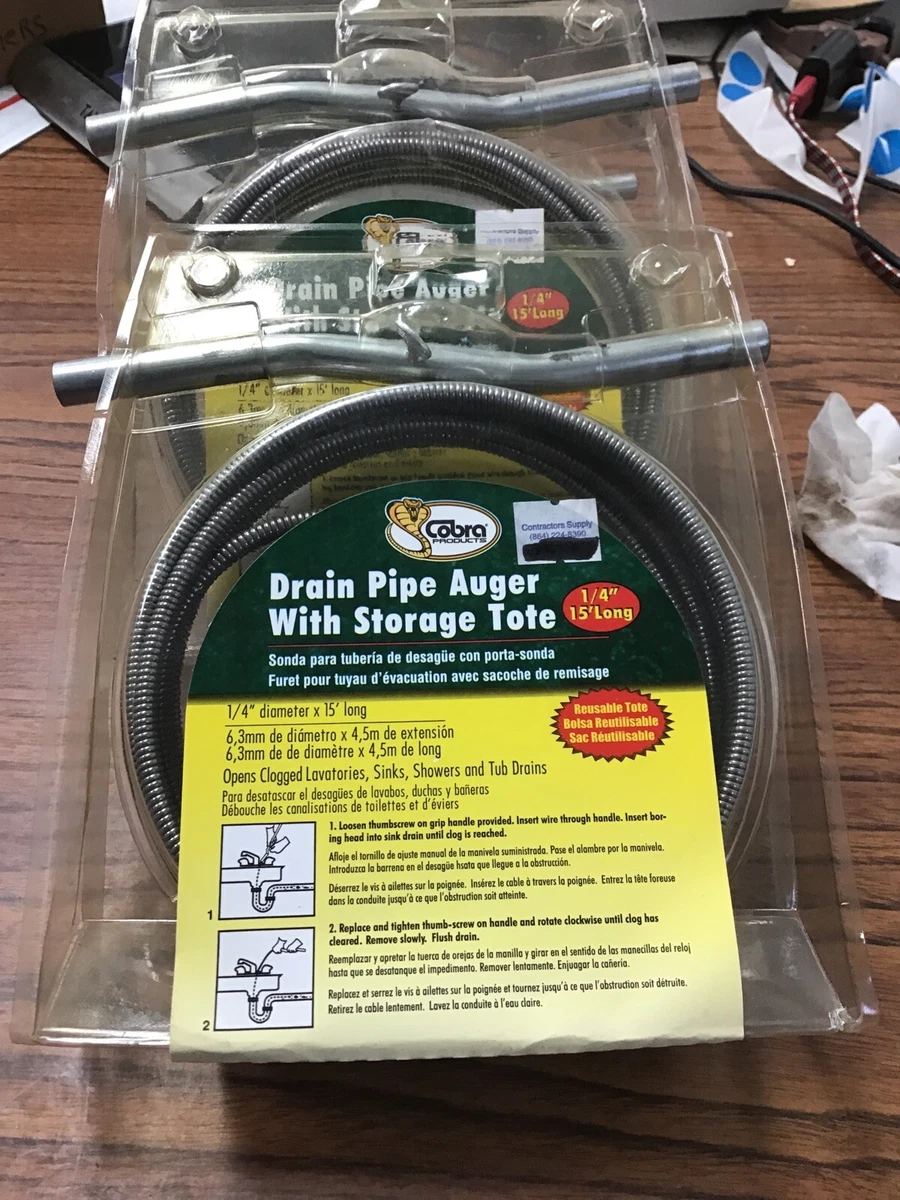 1/4"
15'Long
Drain Pipe Auger
With St
1/4" diameter x 15' long
Cobra®
PRODUCTS
Contractors Supply
(864) 224-8390
Drain Pipe Auger
With Storage Tote
1/4"
15'Long
Sonda para tubería de desagüe con porta-sonda
Furet pour tuyau d'évacuation avec sacoche de remisage
1/4" diameter x 15' long
Reusable Tote
Bolsa Reutilisable
Sac Réutilisable
6,3mm de diámetro x 4,5m de extensión
6,3mm de de diamètre x 4,5m de long
Opens Clogged Lavatories, Sinks, Showers and Tub Drains
Para desatascar el desagües de lavabos, duchas y bañeras
Débouche les canalisations de toilettes et d'éviers
1. Loosen thumbscrew on grip handle provided. Insert wire through handle. Insert bor-
ing head into sink drain until clog is reached.
Afloje el tornillo de ajuste manual de la manivela suministrada. Pase el alambre por la manivela.
Introduzca la barrena en el desagüe hsata que llegue a la obstrucción.
Déserrez le vis à ailettes sur la poignée. Insérez le cable à travers la poignée. Entrez la tête foreuse
dans la conduite jusqu'à ce que l'obstruction soit atteinte.
1
2. Replace and tighten thumb-screw on handle and rotate clockwise until clog has
cleared. Remove slowly. Flush drain.
Reemplazar y apretar la tuerca de orejas de la manilla y girar en el sentido de las manecillas del reloj
hasta que se desatanque el impedimento. Remover lentamente. Enjuagar la cañeria.
Replacez et serrez le vis à ailettes sur la poignée et tournez jusqu'à ce que l'obstruction soit détruite.
Retirez le cable lentement. Lavez la conduite à l'eau claire.
2